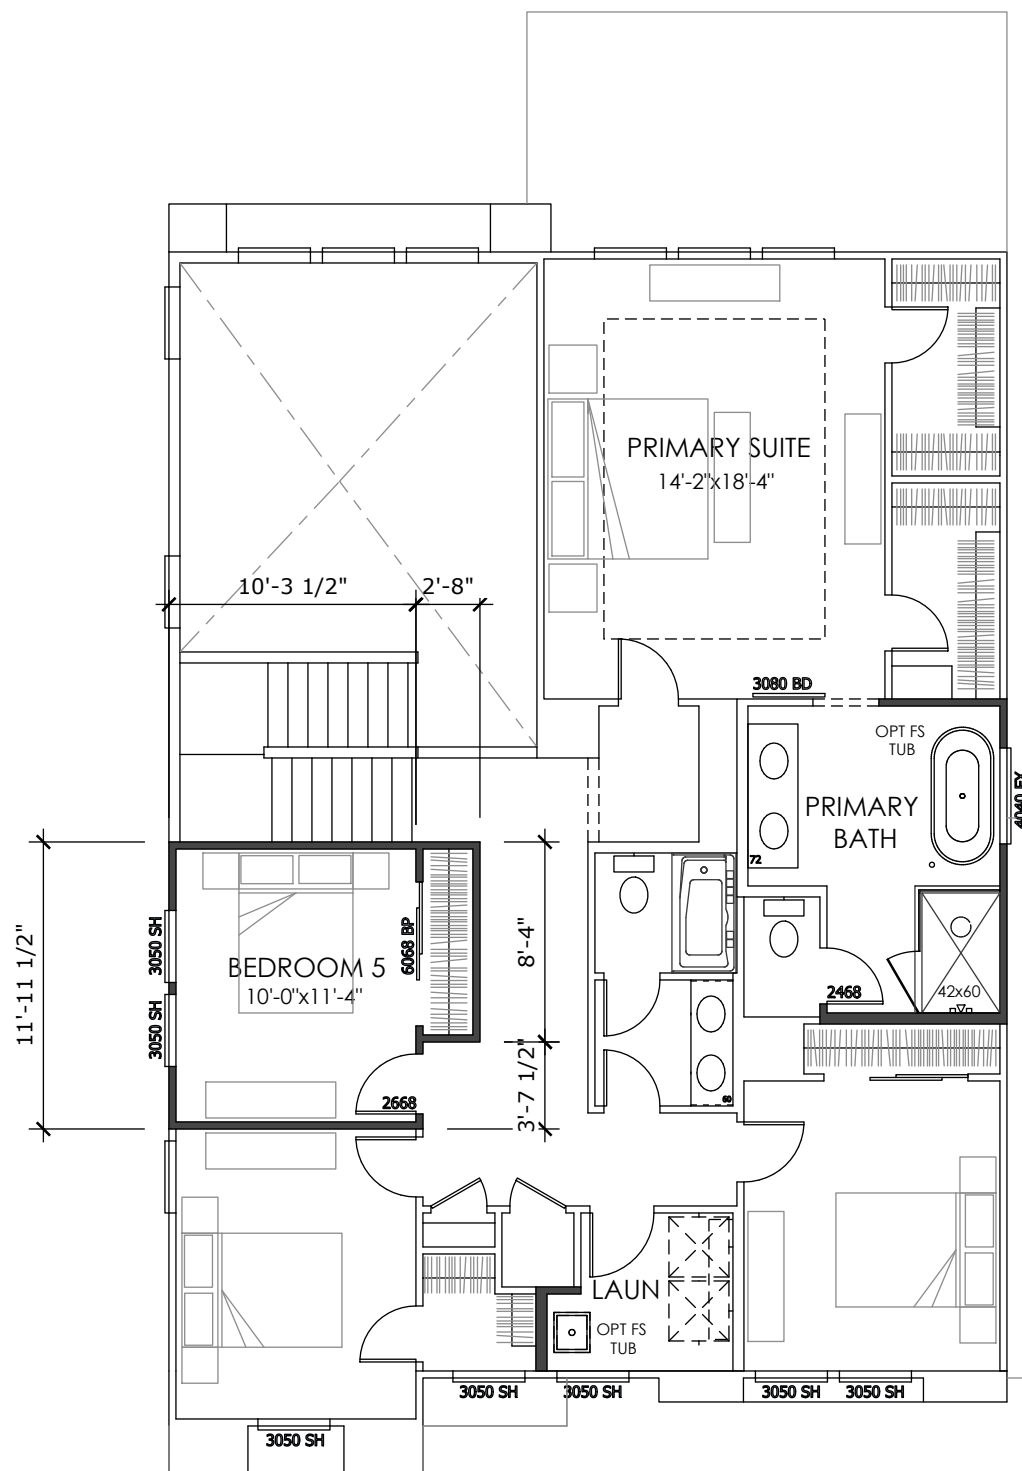 PRIMARY SUITE
14'-2"x18'-4"
10'-3 1/2"
2'-8"
3080 BD
OPT FS
TUB
4040 FX
PRIMARY
BATH
72
11'-11 1/2"
3050 SH
3050 SH
6068 BP
BEDROOM 5
10'-0"x11'-4"
8'-4"
2468
42x60
3'-7 1/2"
60
2668
LAUN
OPT FS
TUB
3050 SH
3050 SH
3050 SH
3050 SH
3050 SH